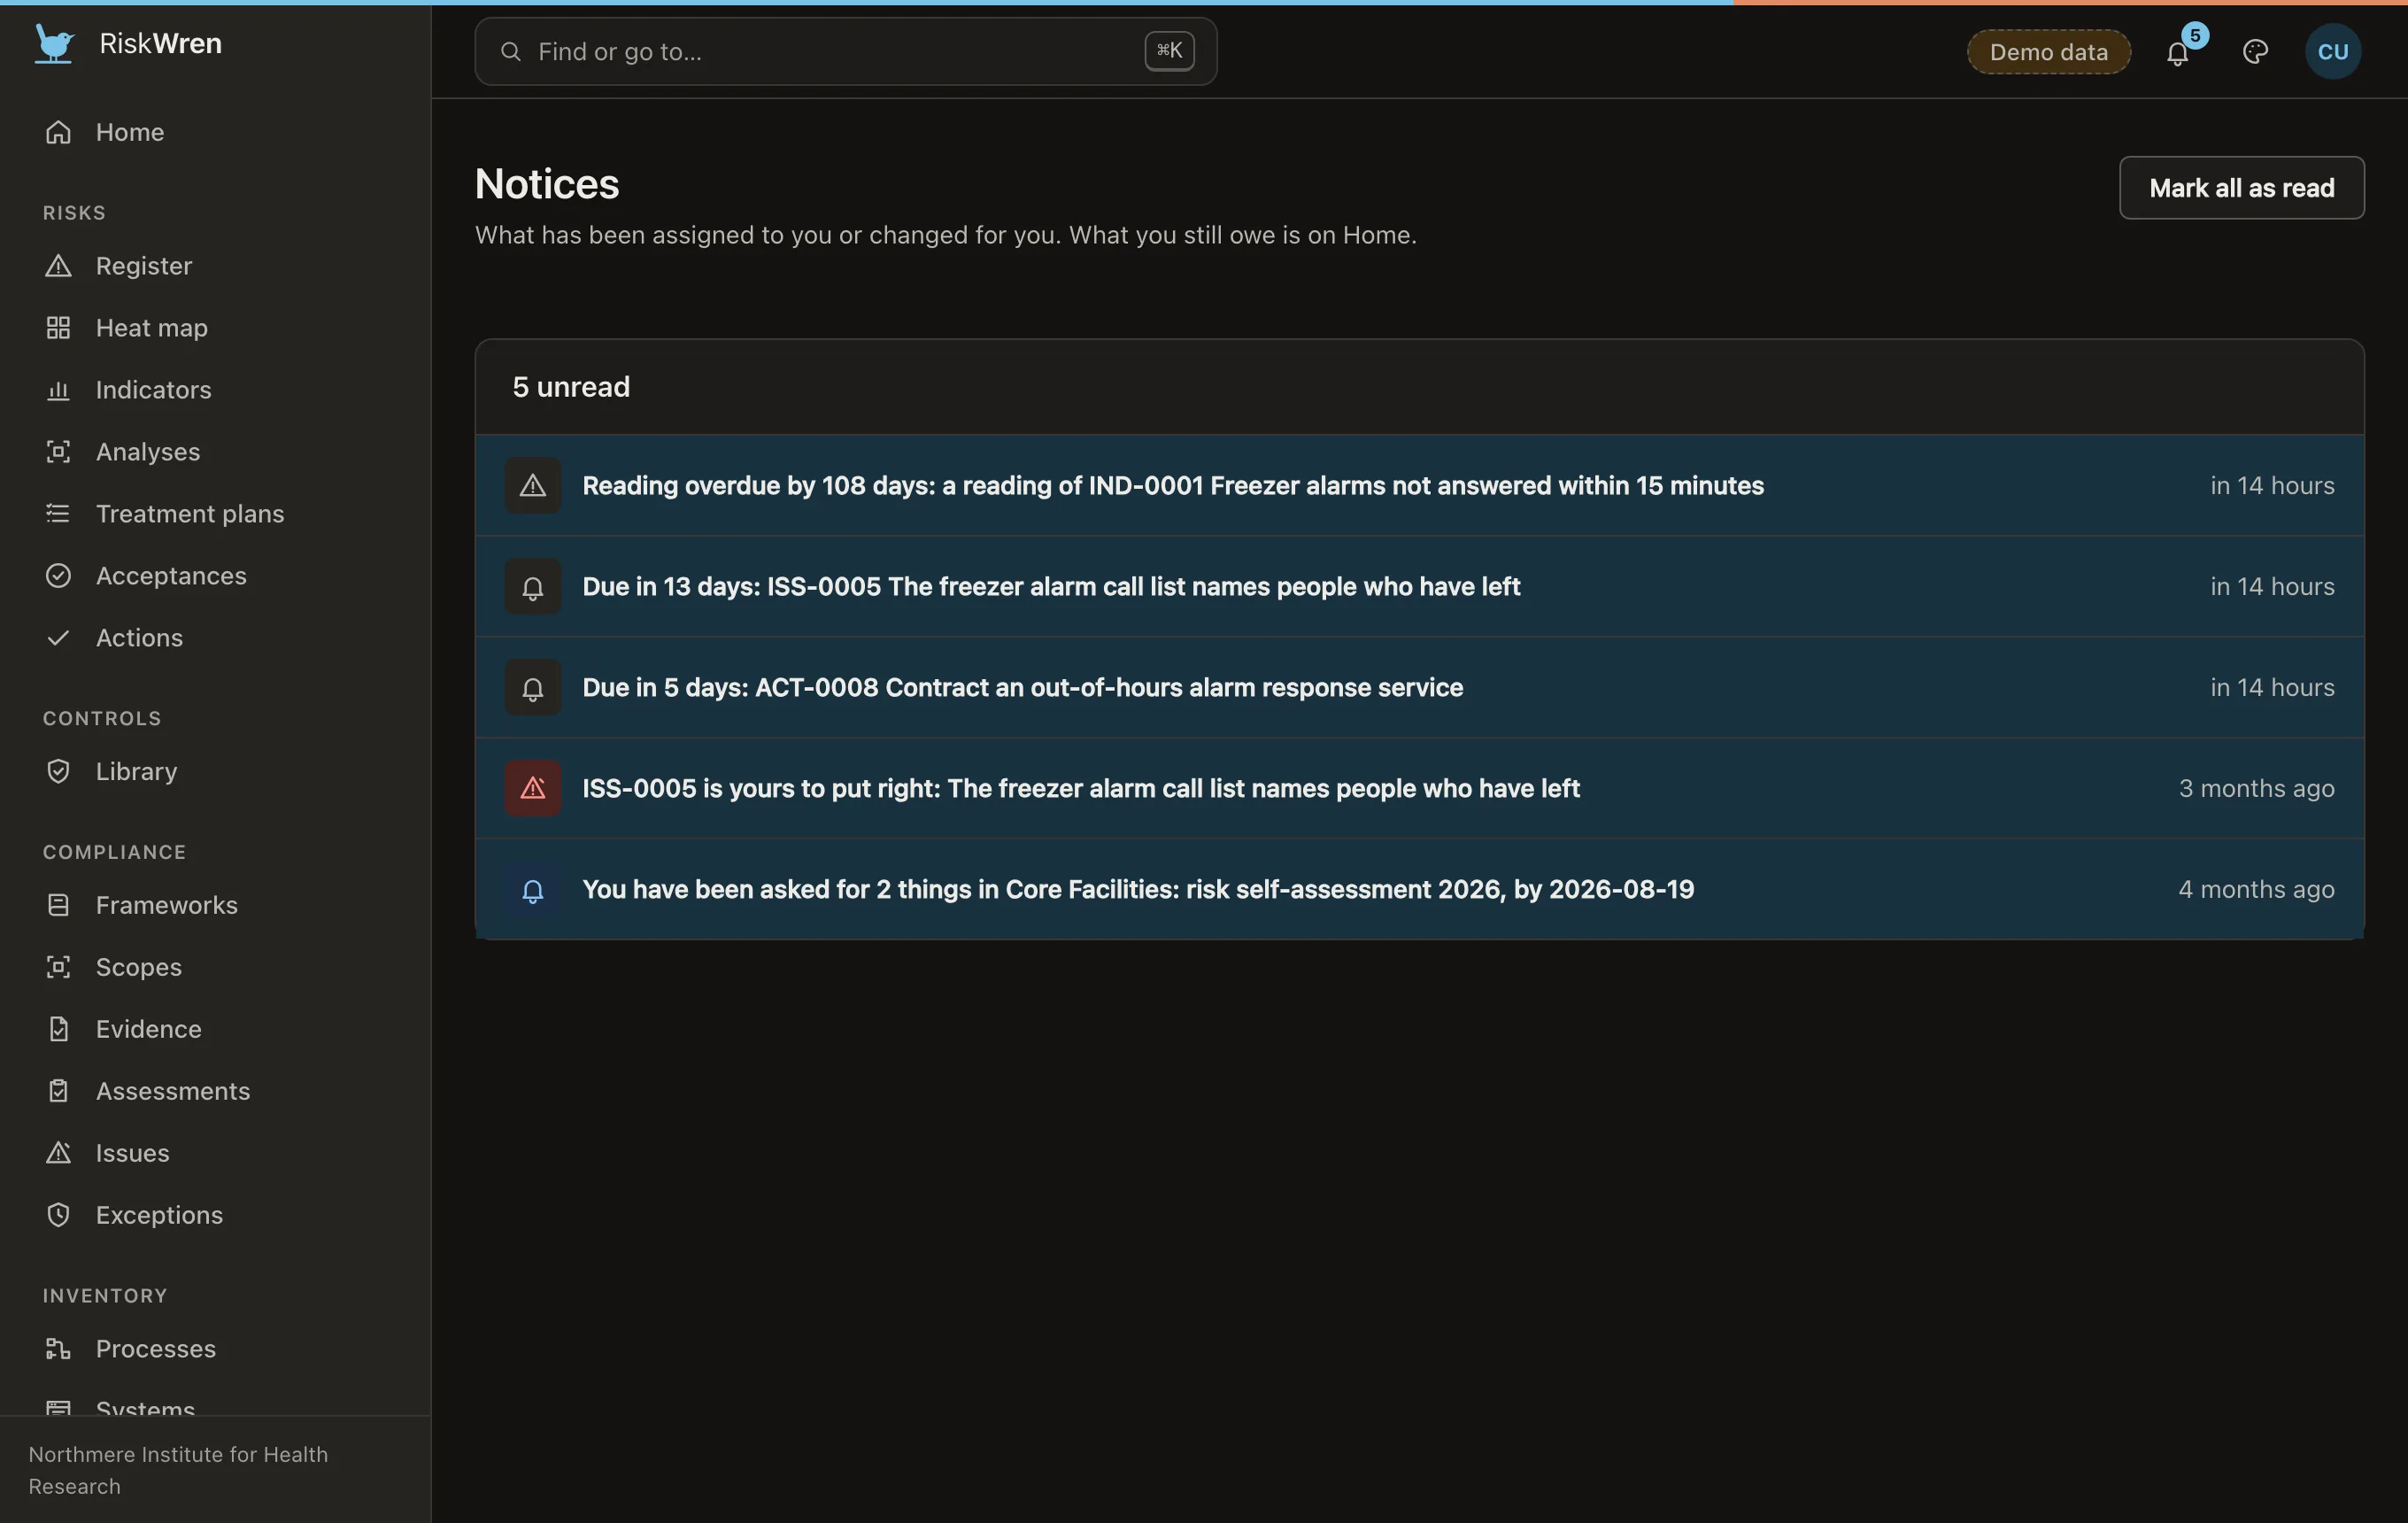 RiskWren
Find or go to...
⌘K
Demo data
5
CU
Home
RISKS
Register
Heat map
Indicators
Analyses
Treatment plans
Acceptances
Actions
CONTROLS
Library
COMPLIANCE
Frameworks
Scopes
Evidence
Assessments
Issues
Exceptions
INVENTORY
Processes
Systems
Northmere Institute for Health
Research
Notices
What has been assigned to you or changed for you. What you still owe is on Home.
Mark all as read
5 unread
Reading overdue by 108 days: a reading of IND-0001 Freezer alarms not answered within 15 minutes
in 14 hours
Due in 13 days: ISS-0005 The freezer alarm call list names people who have left
in 14 hours
Due in 5 days: ACT-0008 Contract an out-of-hours alarm response service
in 14 hours
ISS-0005 is yours to put right: The freezer alarm call list names people who have left
3 months ago
You have been asked for 2 things in Core Facilities: risk self-assessment 2026, by 2026-08-19
4 months ago